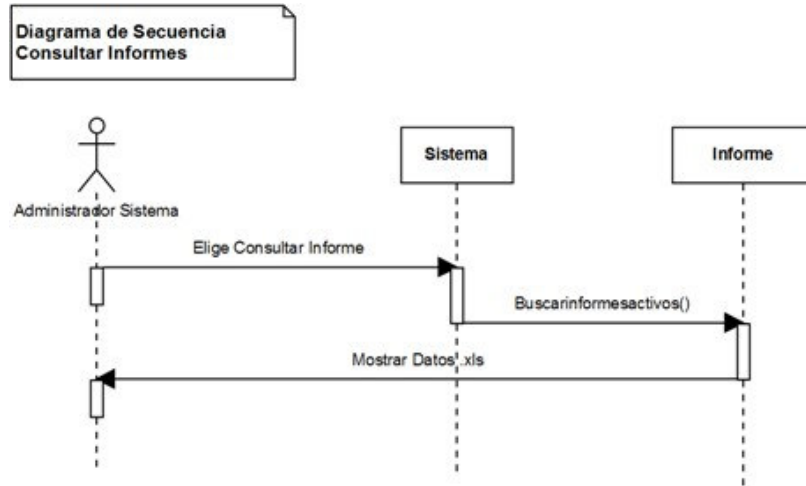 Diagrama de Secuencia
Consultar Informes
Sistema
Informe
Administrador Sistema
Elige Consultar Informe
Buscarinformesactivos()
Mostrar Datos*.xls